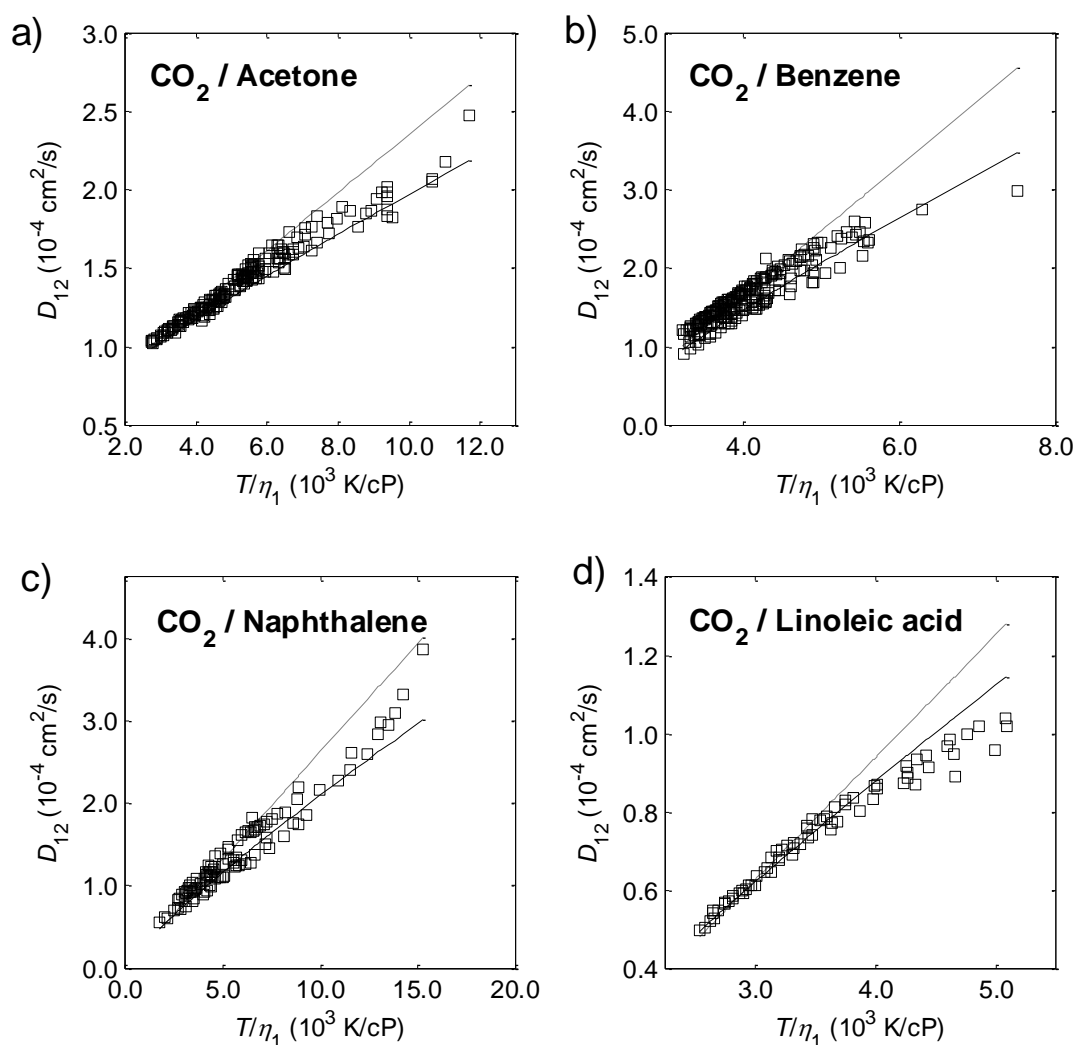 a)
CO2 / Acetone
3.0
2.5
2.0
1.5
1.0
0.5
D12 (10-4 cm2/s)
2.0 4.0 6.0 8.0 10.0 12.0
T/η1 (103 K/cP)
b)
CO2 / Benzene
5.0
4.0
3.0
2.0
1.0
0.0
D12 (10-4 cm2/s)
4.0 6.0 8.0
T/η1 (103 K/cP)
c)
CO2 / Naphthalene
4.0
3.0
2.0
1.0
0.0
D12 (10-4 cm2/s)
0.0 5.0 10.0 15.0 20.0
T/η1 (103 K/cP)
d)
CO2 / Linoleic acid
1.4
1.2
1.0
0.8
0.6
0.4
D12 (10-4 cm2/s)
3.0 4.0 5.0
T/η1 (103 K/cP)